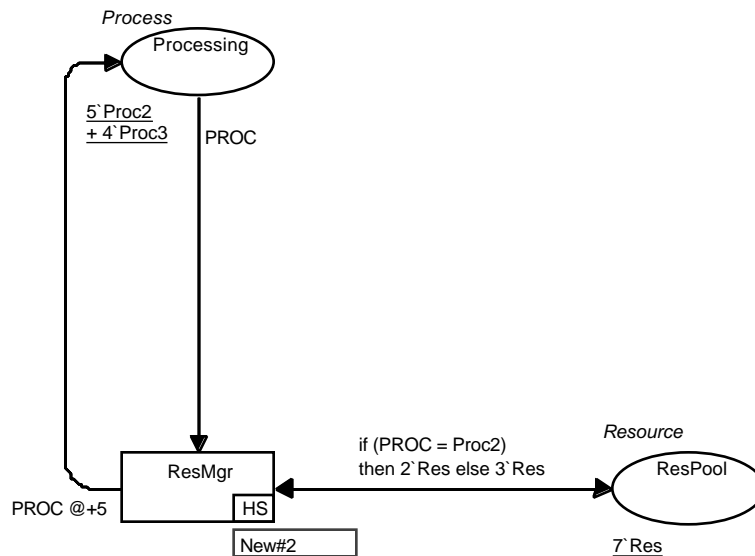 Process
Processing
5`Proc2
+ 4`Proc3
PROC
if (PROC = Proc2)
then 2`Res else 3`Res
Resource
ResMgr
ResPool
HS
PROC @+5
New#2
7`Res